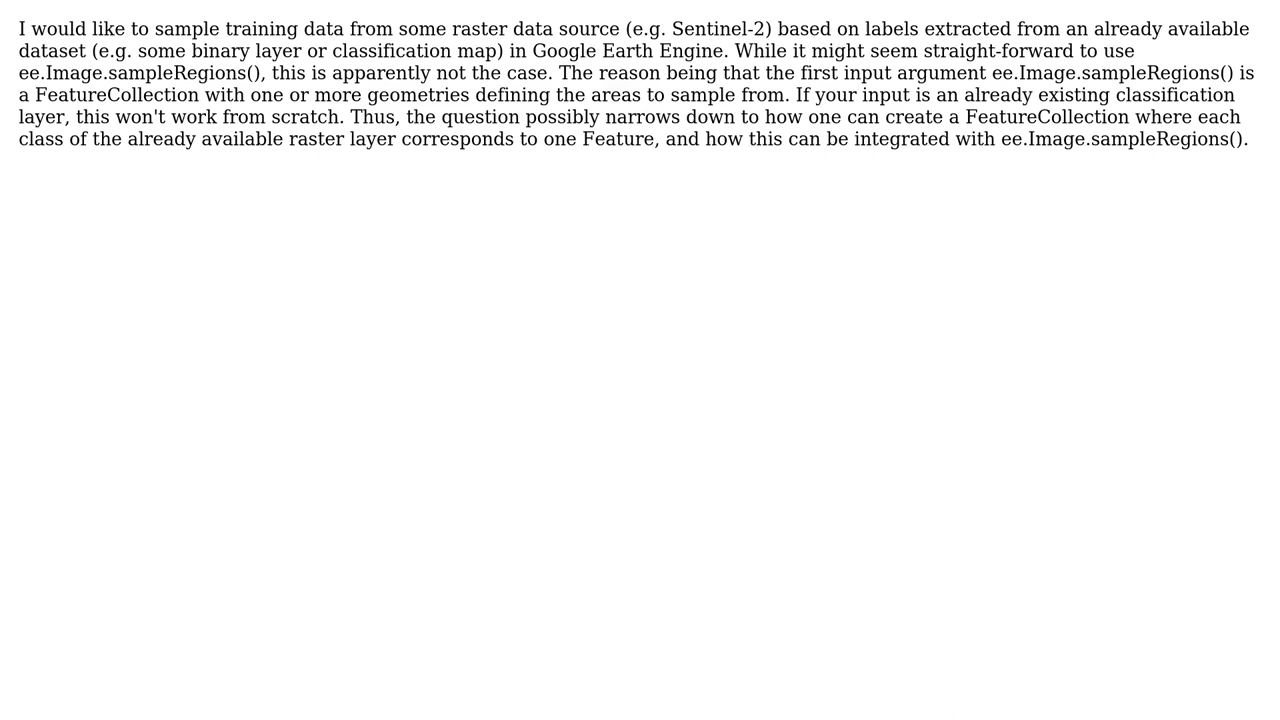 I would like to sample training data from some raster data source (e.g. Sentinel-2) based on labels extracted from an already available
dataset (e.g. some binary layer or classification map) in Google Earth Engine. While it might seem straight-forward to use
ee.Image.sampleRegions(), this is apparently not the case. The reason being that the first input argument ee.Image.sampleRegions() is
a FeatureCollection with one or more geometries defining the areas to sample from. If your input is an already existing classification
layer, this won't work from scratch. Thus, the question possibly narrows down to how one can create a FeatureCollection where each
class of the already available raster layer corresponds to one Feature, and how this can be integrated with ee.Image.sampleRegions().